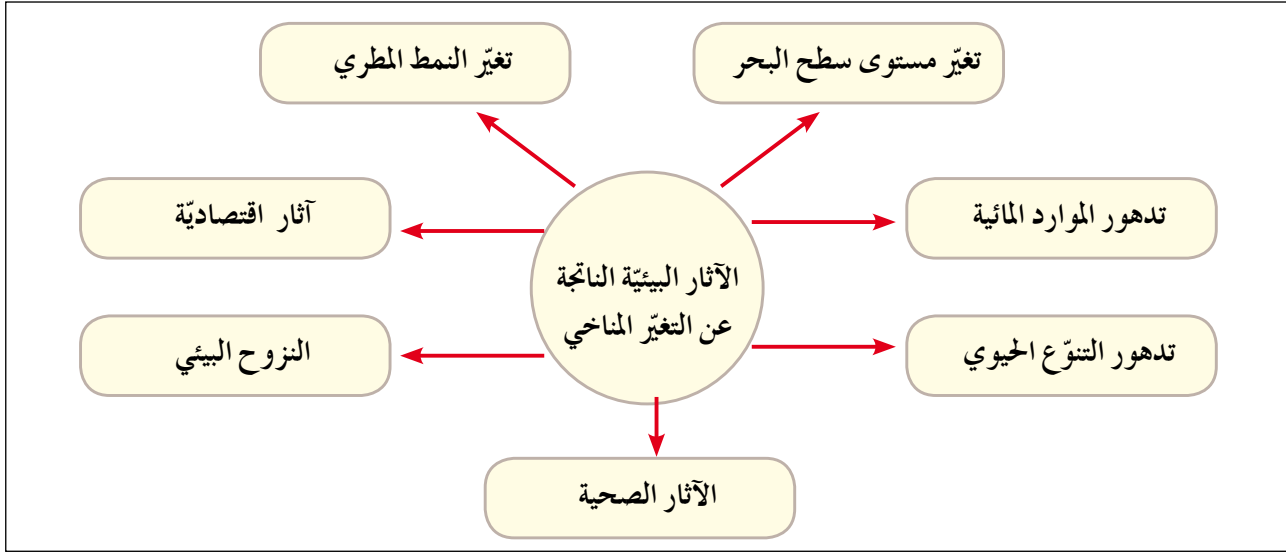 تغيّر مستوى سطح البحر
تغيّر النمط المطري
تدهور الموارد المائية
آثار اقتصاديّة
الآثار البيئيّة الناتجة
عن التغيّر المناخي
تدهور التنوّع الحيوي
النزوح البيئي
الآثار الصحية